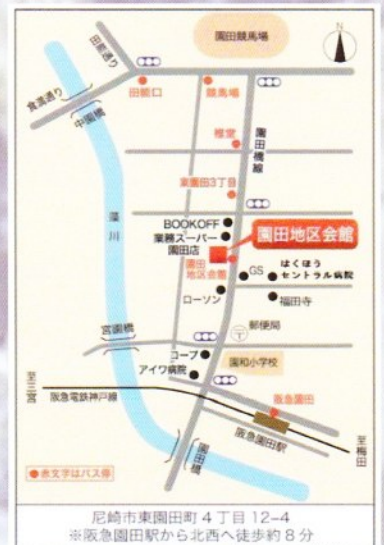 N
園田競馬場
田能通り
食満通り
中園橋
田能口
競馬場
椎堂
園田橋線
東園田3丁目
藻川
BOOKOFF
業務スーパー
園田店
園田地区会館
園田
地区会館
GS
はくほう
セントラル病院
ローソン
福田寺
〒
郵便局
宮園橋
コープ
アイワ病院
園和小学校
至三宮
阪急電鉄神戸線
阪急園田
阪急園田駅
至梅田
園田橋
●赤文字はバス停
尼崎市東園田町4丁目12-4
※阪急園田駅から北西へ徒歩約8分